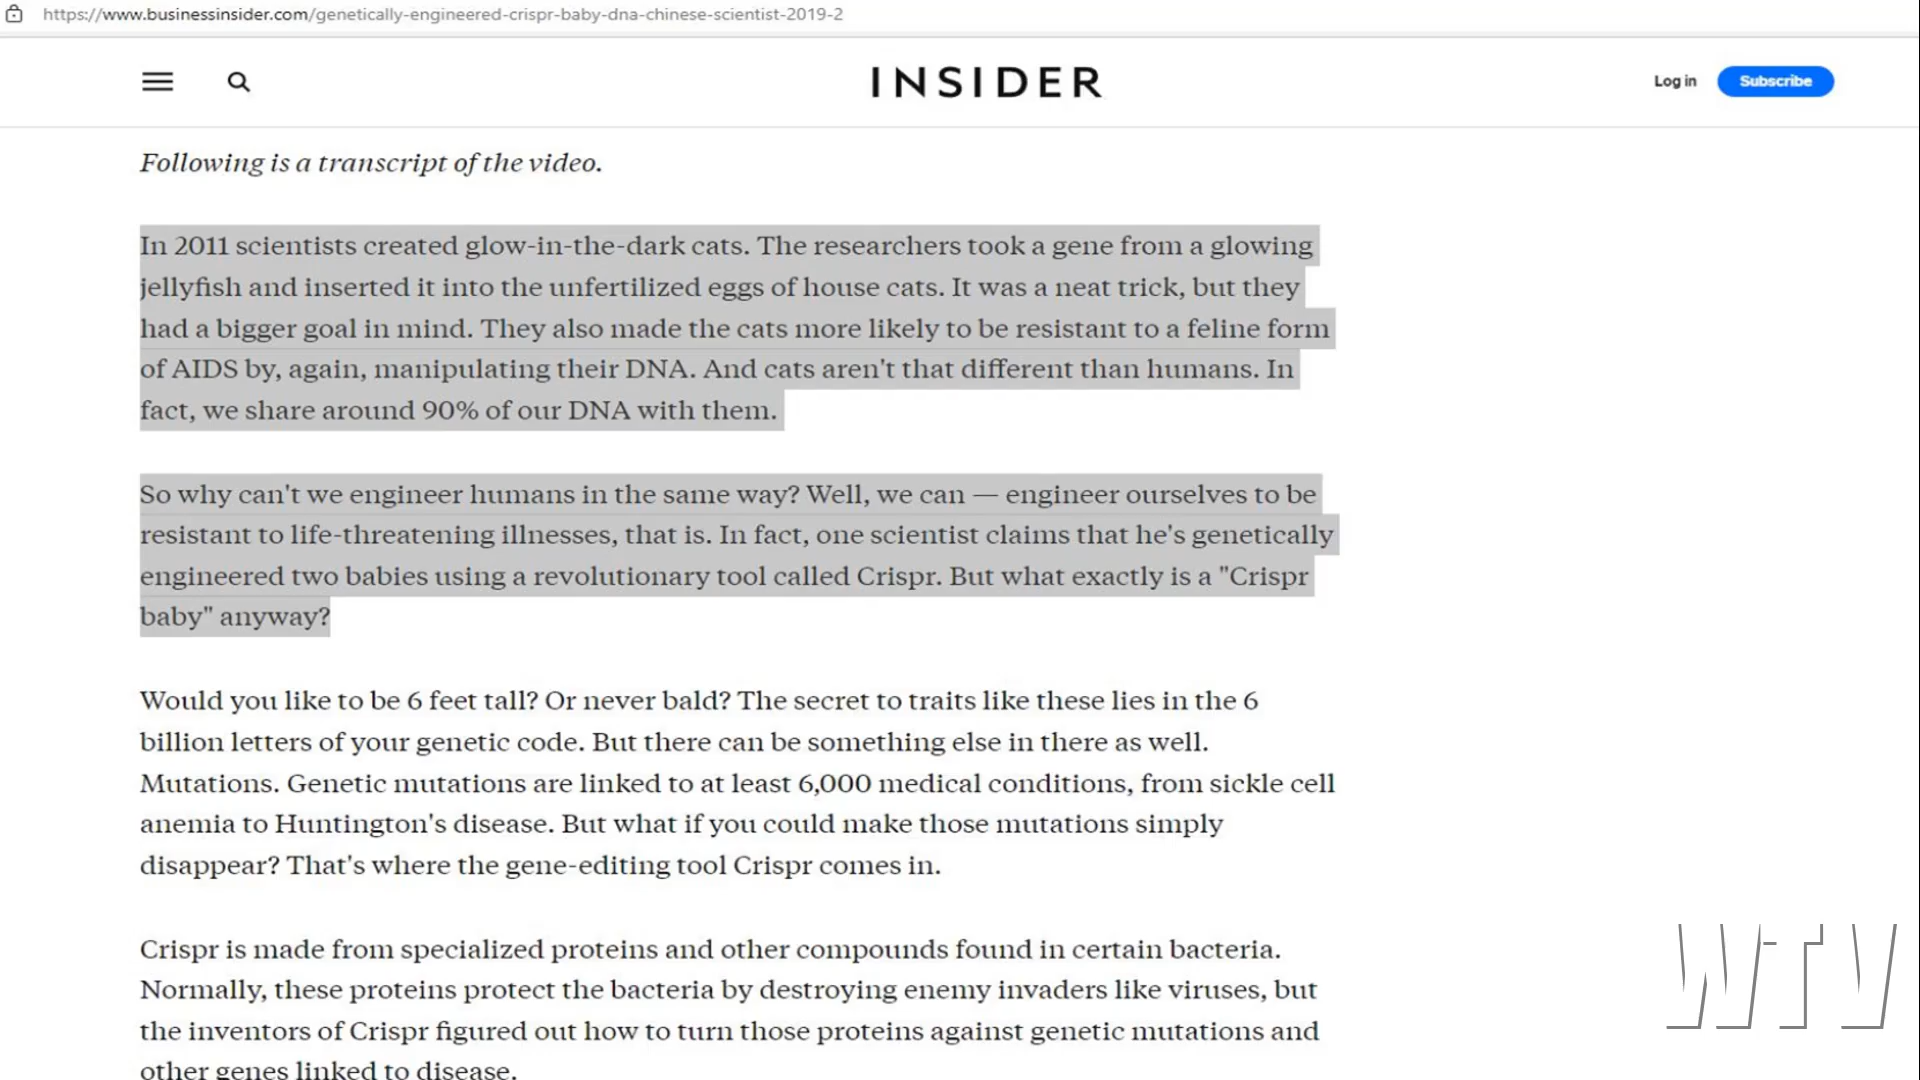 https://www.businessinsider.com/genetically-engineered-crispr-baby-dna-chinese-scientist-2019-2
INSIDER
Log in
Subscribe
Following is a transcript of the video.
In 2011 scientists created glow-in-the-dark cats. The researchers took a gene from a glowing
jellyfish and inserted it into the unfertilized eggs of house cats. It was a neat trick, but they
had a bigger goal in mind. They also made the cats more likely to be resistant to a feline form
of AIDS by, again, manipulating their DNA. And cats aren't that different than humans. In
fact, we share around 90% of our DNA with them.
So why can't we engineer humans in the same way? Well, we can — engineer ourselves to be
resistant to life-threatening illnesses, that is. In fact, one scientist claims that he's genetically
engineered two babies using a revolutionary tool called Crispr. But what exactly is a "Crispr
baby" anyway?
Would you like to be 6 feet tall? Or never bald? The secret to traits like these lies in the 6
billion letters of your genetic code. But there can be something else in there as well.
Mutations. Genetic mutations are linked to at least 6,000 medical conditions, from sickle cell
anemia to Huntington's disease. But what if you could make those mutations simply
disappear? That's where the gene-editing tool Crispr comes in.
Crispr is made from specialized proteins and other compounds found in certain bacteria.
Normally, these proteins protect the bacteria by destroying enemy invaders like viruses, but
the inventors of Crispr figured out how to turn those proteins against genetic mutations and
other genes linked to disease.
WTV